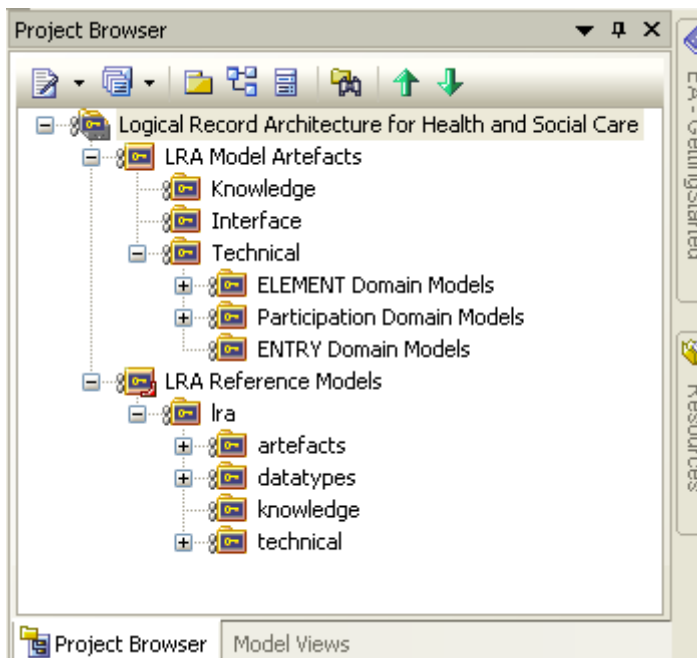 Project Browser
Logical Record Architecture for Health and Social Care
LRA Model Artefacts
Knowledge
Interface
Technical
ELEMENT Domain Models
Participation Domain Models
ENTRY Domain Models
LRA Reference Models
lra
artefacts
datatypes
knowledge
technical
Project Browser Model Views
EA - Gettingstarted
Resources